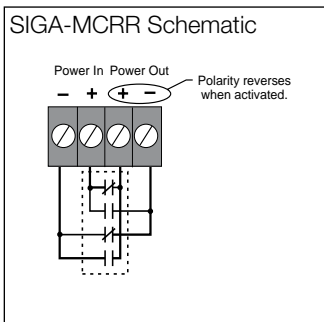 SIGA-MCRR Schematic
Power In Power Out
Polarity reverses
when activated.
− + + −